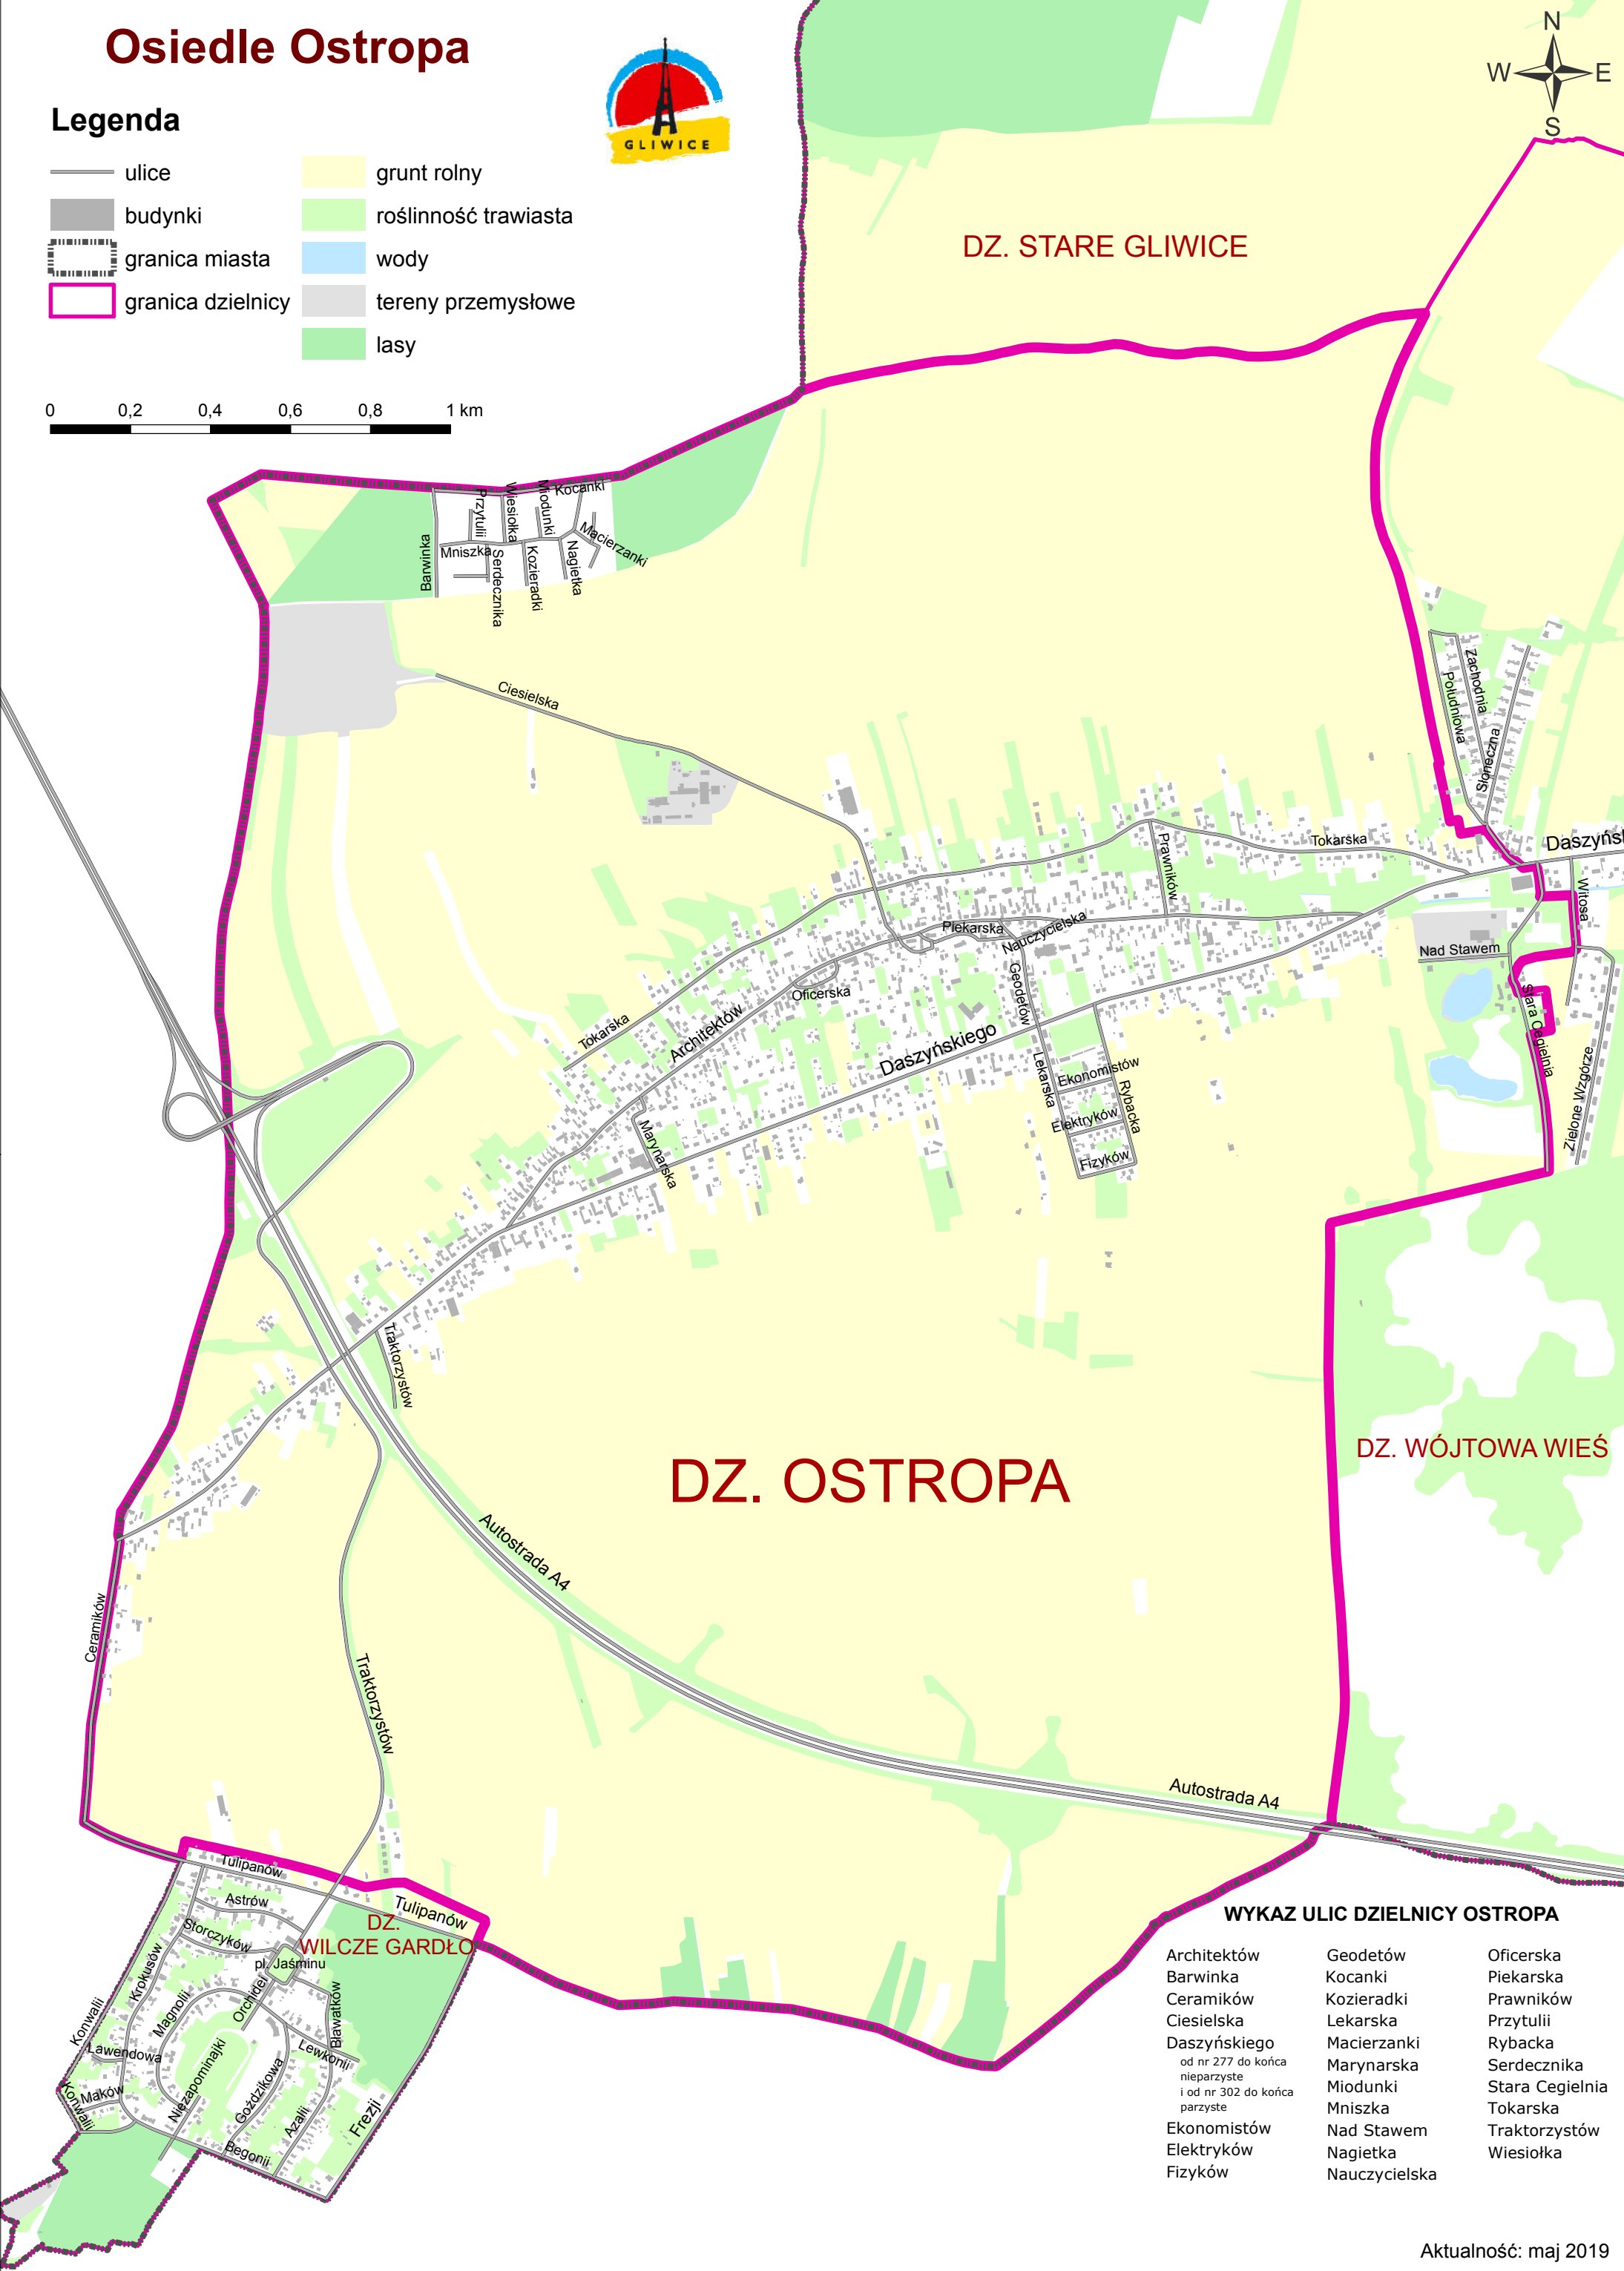 Osiedle Ostropa
GLIWICE
N
W
E
S
Legenda
ulice
budynki
granica miasta
granica dzielnicy
grunt rolny
roślinność trawiasta
wody
tereny przemysłowe
lasy
0 0,2 0,4 0,6 0,8 1 km
DZ. STARE GLIWICE
Kocanki
Przytulii
Wiesiołka
Miodunki
Macierzanki
Barwinka
Mniszka
Serdecznika
Kozieradki
Nagietka
Ciesielska
Zachodnia
Południowa
Słoneczna
Tokarska
Daszyńsk
Prawników
Witosa
Piekarska
Nauczycielska
Nad Stawem
Geodetów
Oficerska
Stara Cegielnia
Tokarska
Architektów
Daszyńskiego
Lekarska
Ekonomistów
Rybacka
Elektryków
Fizyków
Zielone Wzgórze
Marynarska
Traktorzystów
DZ. WÓJTOWA WIEŚ
DZ. OSTROPA
Autostrada A4
Ceramików
Traktorzystów
Autostrada A4
Tulipanów
Astrów
Tulipanów
DZ.
WILCZE GARDŁO
Storczyków
pl. Jaśminu
Krokusów
Magnolii
Orchidei
Bławatków
Konwalii
Lawendowa
Lewkonii
Niezapominajki
Goździkowa
Maków
Konwalii
Azalii
Frezji
Begonii
WYKAZ ULIC DZIELNICY OSTROPA
Architektów
Barwinka
Ceramików
Ciesielska
Daszyńskiego
od nr 277 do końca
nieparzyste
i od nr 302 do końca
parzyste
Ekonomistów
Elektryków
Fizyków
Geodetów
Kocanki
Kozieradki
Lekarska
Macierzanki
Marynarska
Miodunki
Mniszka
Nad Stawem
Nagietka
Nauczycielska
Oficerska
Piekarska
Prawników
Przytulii
Rybacka
Serdecznika
Stara Cegielnia
Tokarska
Traktorzystów
Wiesiołka
Aktualność: maj 2019